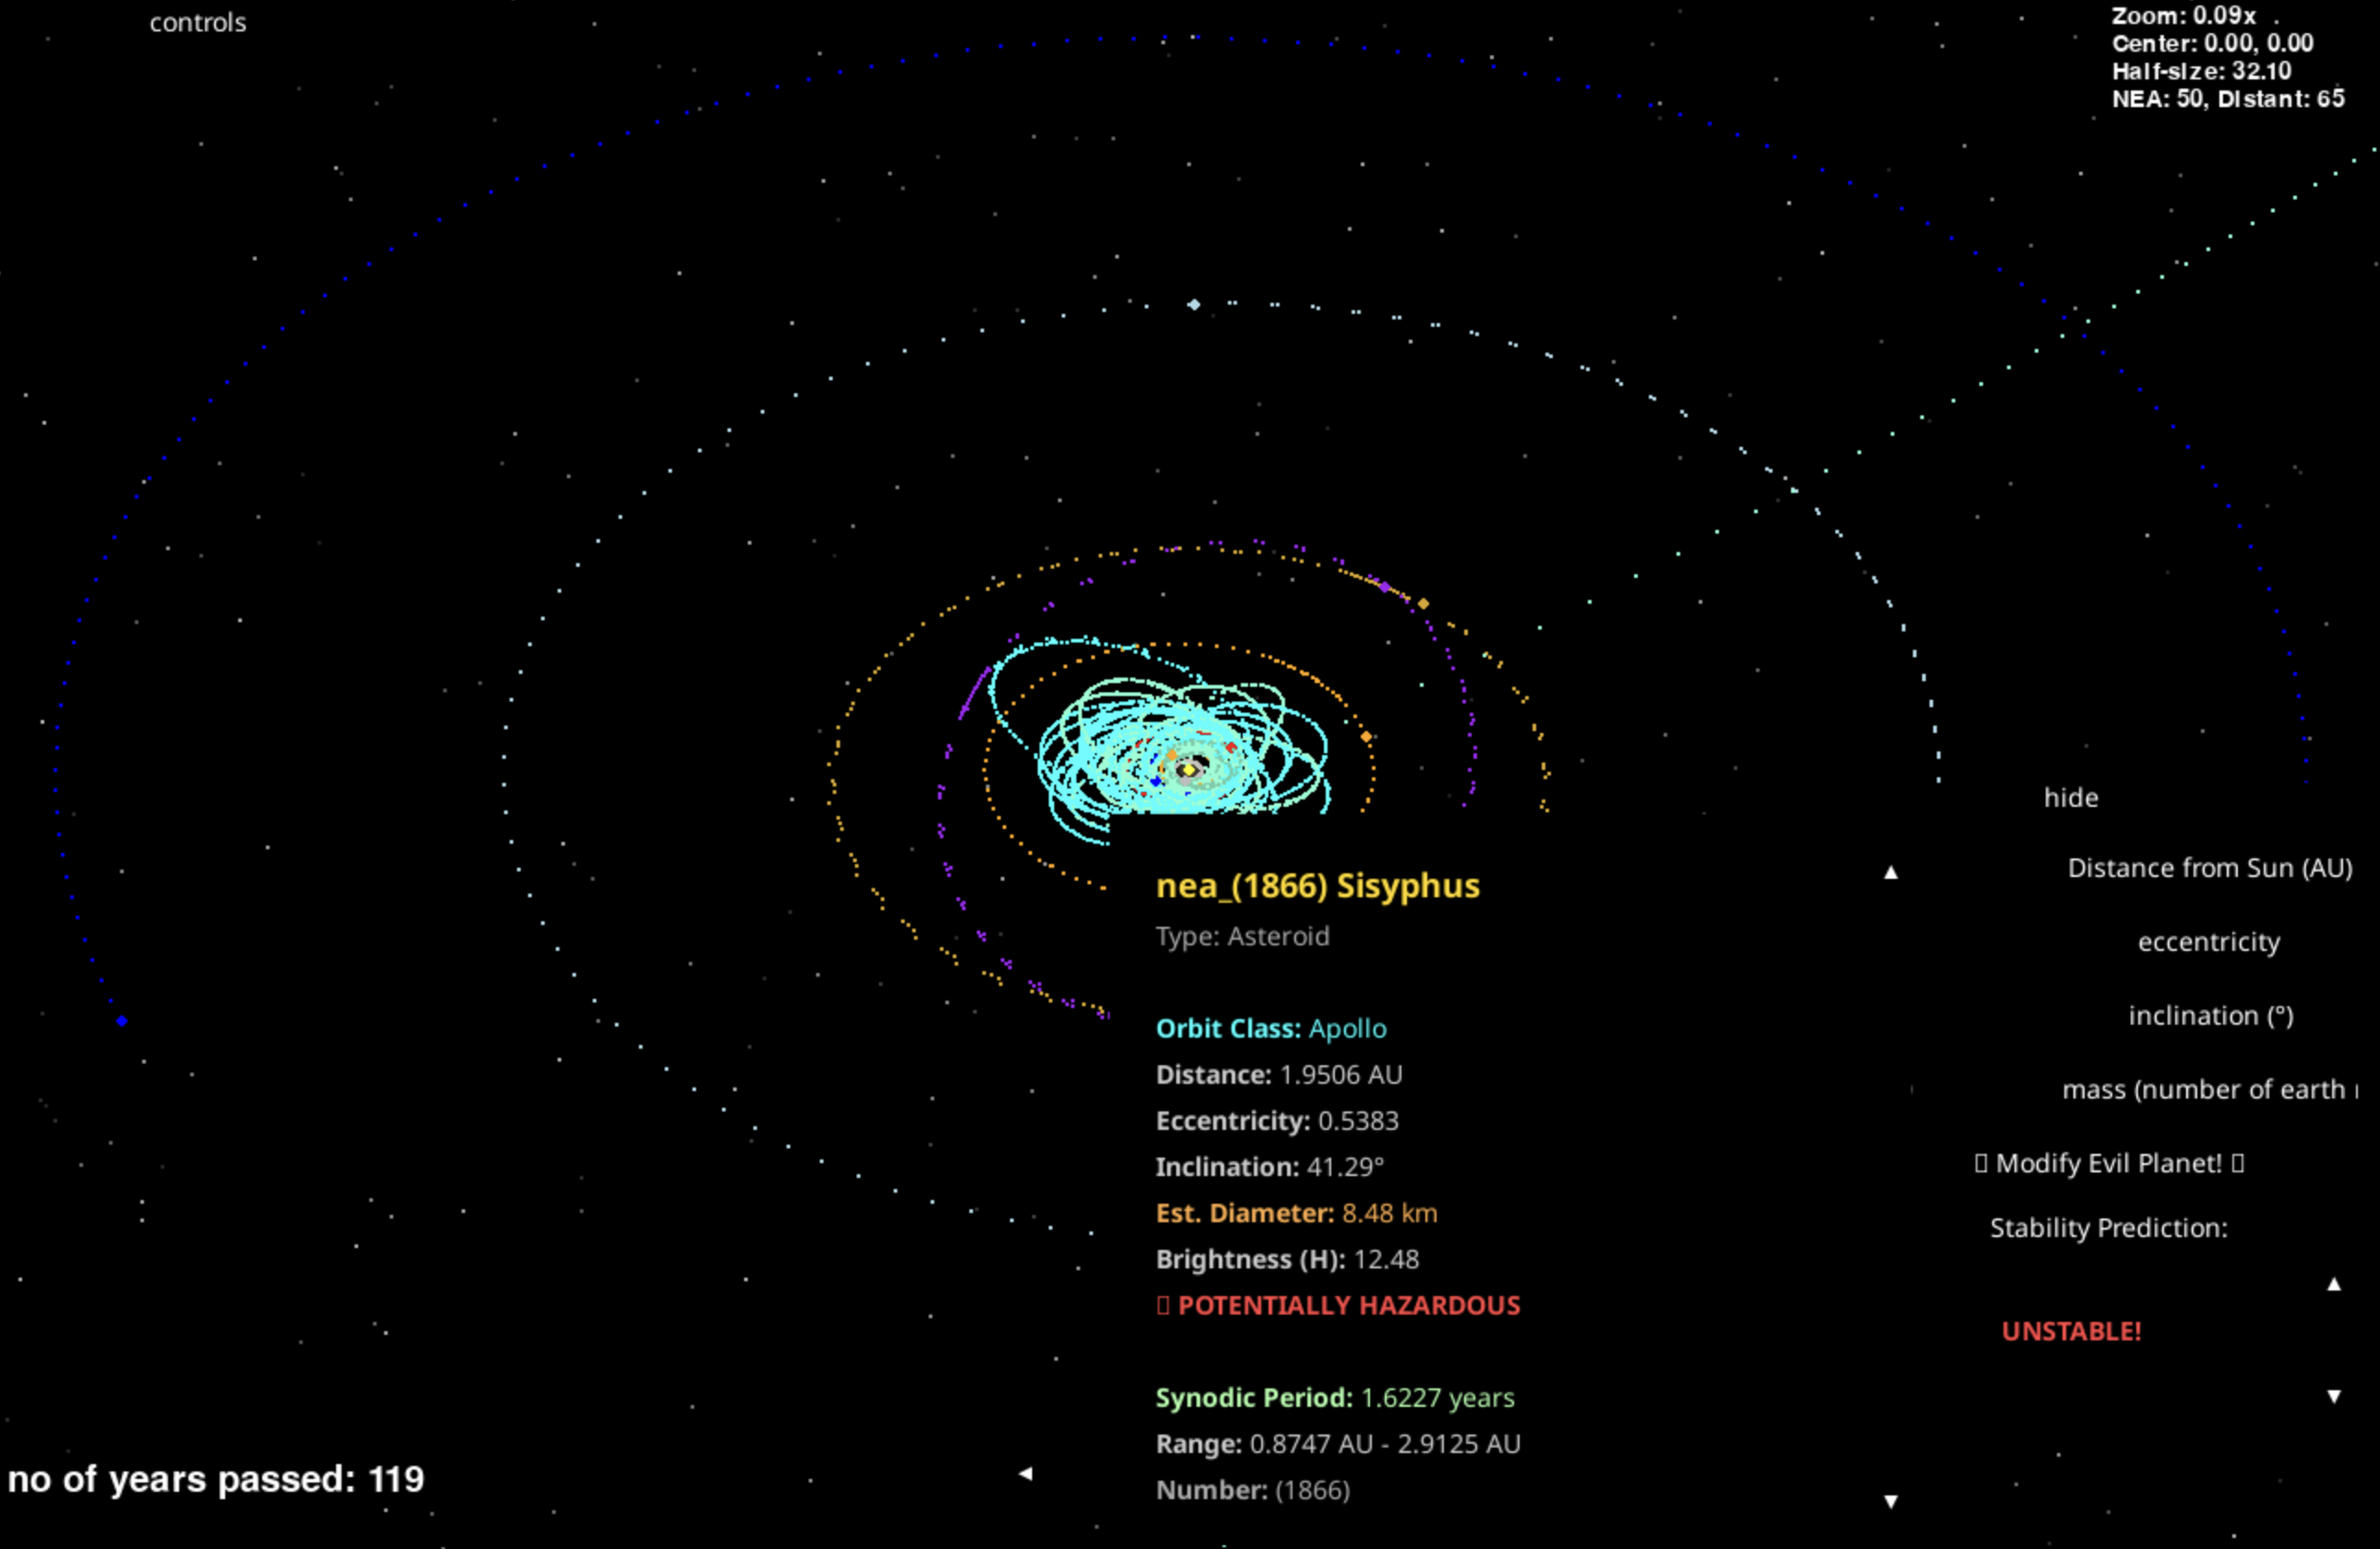 controls
Zoom: 0.09x
Center: 0.00, 0.00
Half-size: 32.10
NEA: 50, Distant: 65
hide
nea_(1866) Sisyphus
Type: Asteroid
Orbit Class: Apollo
Distance: 1.9506 AU
Eccentricity: 0.5383
Inclination: 41.29°
Est. Diameter: 8.48 km
Brightness (H): 12.48
POTENTIALLY HAZARDOUS
Synodic Period: 1.6227 years
Range: 0.8747 AU - 2.9125 AU
Number: (1866)
Distance from Sun (AU)
eccentricity
inclination (°)
mass (number of earth
Modify Evil Planet!
Stability Prediction:
UNSTABLE!
no of years passed: 119